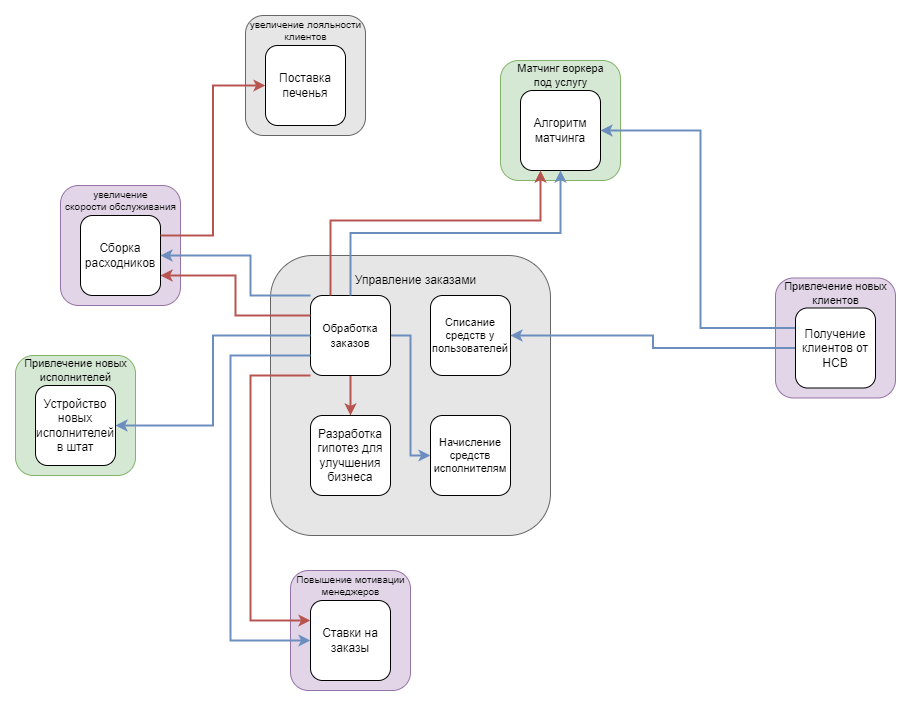 увеличение лояльности
клиентов
Поставка
печенья
Матчинг воркера
под услугу
Алгоритм
матчинга
увеличение
скорости обслуживания
Сборка
расходников
Управление заказами
Обработка
заказов
Списание
средств у
пользователей
Привлечение новых
клиентов
Получение
клиентов от
НСВ
Привлечение новых
исполнителей
Устройство
новых
исполнителей
в штат
Разработка
гипотез для
улучшения
бизнеса
Начисление
средств
исполнителям
Повышение мотивации
менеджеров
Ставки на
заказы